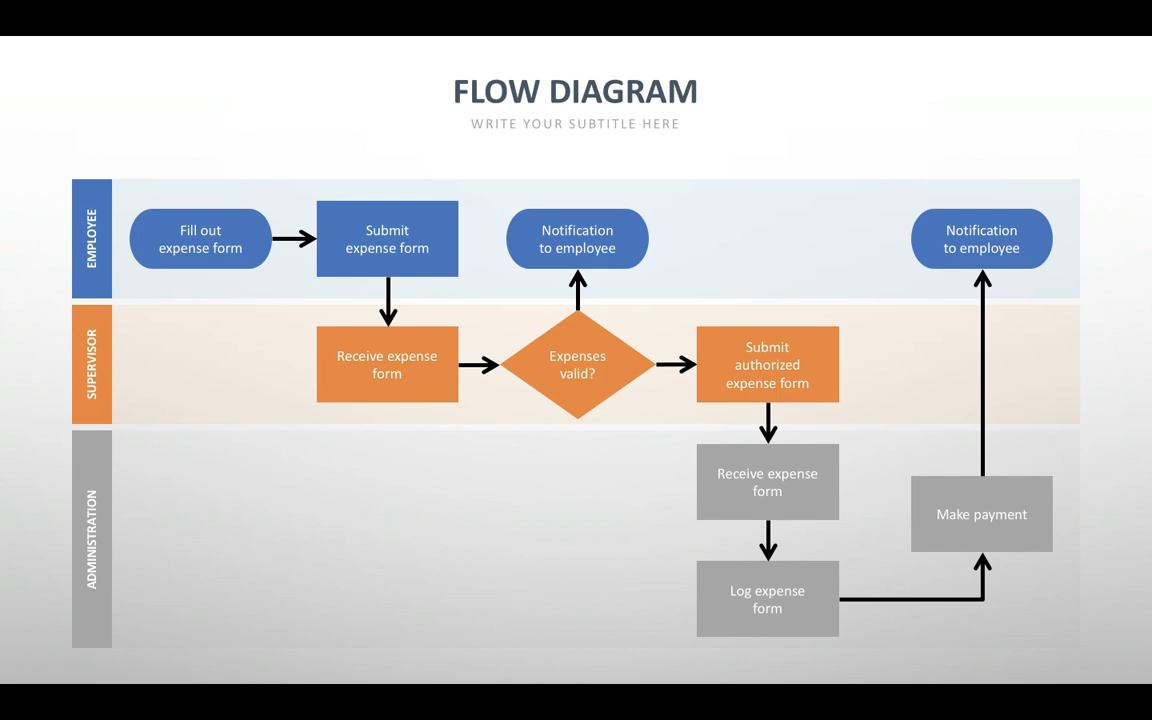 FLOW DIAGRAM
WRITE YOUR SUBTITLE HERE
EMPLOYEE
Fill out
expense form
Submit
expense form
Notification
to employee
Notification
to employee
SUPERVISOR
Receive expense
form
Expenses
valid?
Submit
authorized
expense form
ADMINISTRATION
Receive expense
form
Log expense
form
Make payment